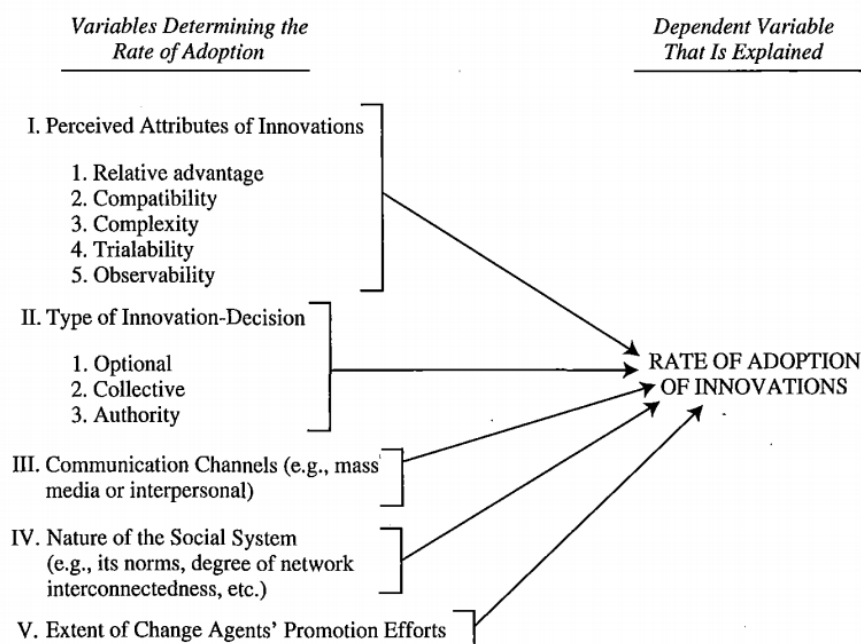 Variables Determining the
Rate of Adoption
Dependent Variable
That Is Explained
I. Perceived Attributes of Innovations
1. Relative advantage
2. Compatibility
3. Complexity
4. Trialability
5. Observability
II. Type of Innovation-Decision
1. Optional
2. Collective
3. Authority
III. Communication Channels (e.g., mass
media or interpersonal)
IV. Nature of the Social System
(e.g., its norms, degree of network
interconnectedness, etc.)
V. Extent of Change Agents' Promotion Efforts
RATE OF ADOPTION
OF INNOVATIONS